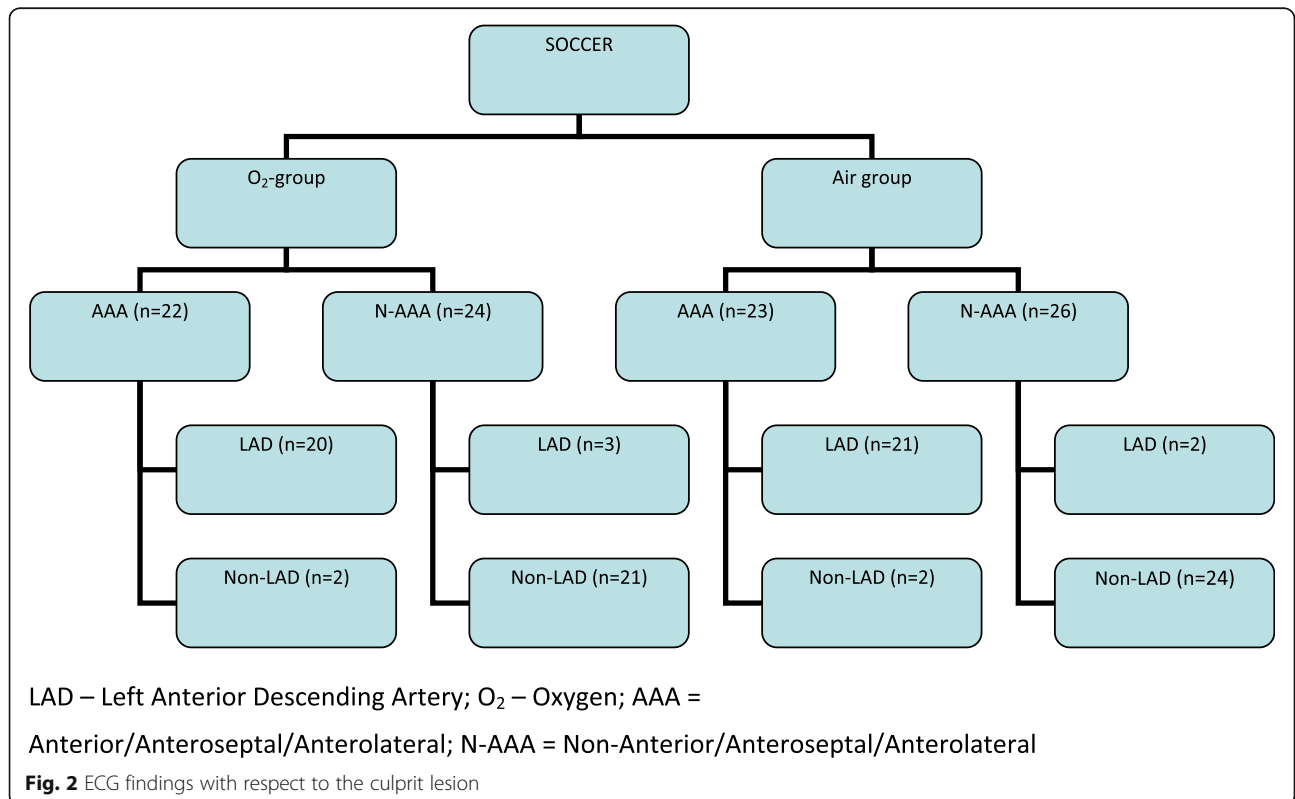 SOCCER
O₂-group
Air group
AAA (n=22)
N-AAA (n=24)
AAA (n=23)
N-AAA (n=26)
LAD (n=20)
LAD (n=3)
LAD (n=21)
LAD (n=2)
Non-LAD (n=2)
Non-LAD (n=21)
Non-LAD (n=2)
Non-LAD (n=24)
LAD – Left Anterior Descending Artery; O₂ – Oxygen; AAA =
Anterior/Anteroseptal/Anterolateral; N-AAA = Non-Anterior/Anteroseptal/Anterolateral
Fig. 2 ECG findings with respect to the culprit lesion